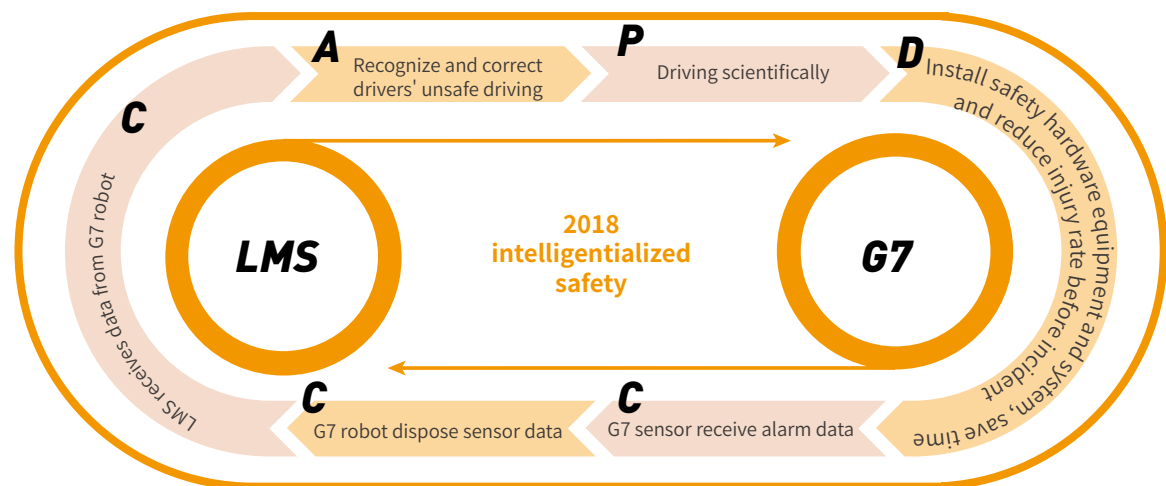 A
Recognize and correct
drivers' unsafe driving
P
Driving scientifically
D
Install safety hardware equipment and system, save time
and reduce injury rate before incident
C
G7 sensor receive alarm data
C
G7 robot dispose sensor data
C
LMS receives data from G7 robot
LMS
2018
intelligentialized
safety
G7